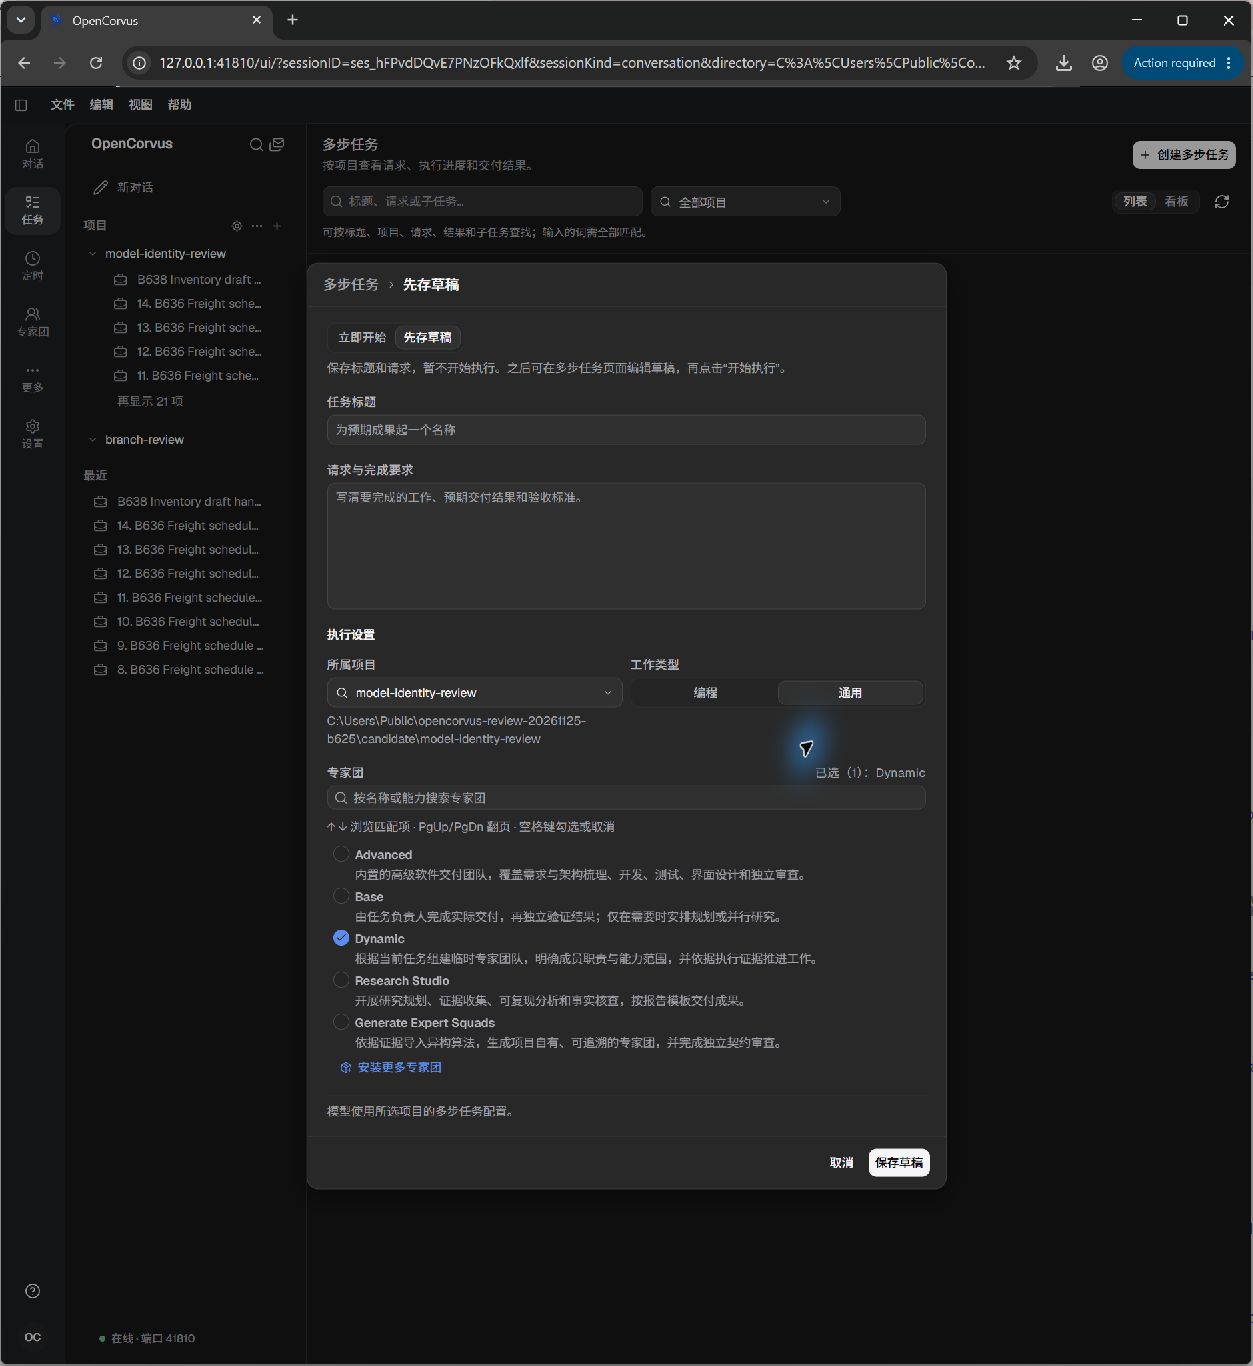 OpenCorvus
127.0.0.1:41810/ui/?sessionID=ses_hFPvdDQvE7PNzOFkQxlf&sessionKind=conversation&directory=C%3A%5CUsers%5CPublic%5Co...
Action required
文件 编辑 视图 帮助
对话
任务
定时
专家团
更多
设置
OC
OpenCorvus
新对话
项目
model-identity-review
B638 Inventory draft ...
14. B636 Freight sche...
13. B636 Freight sche...
12. B636 Freight sche...
11. B636 Freight sche...
再显示 21 项
branch-review
最近
B638 Inventory draft han...
14. B636 Freight schedul...
13. B636 Freight schedul...
12. B636 Freight schedul...
11. B636 Freight schedule...
10. B636 Freight schedul...
9. B636 Freight schedule ...
8. B636 Freight schedule ...
在线 · 端口 41810
多步任务
按项目查看请求、执行进度和交付结果。
+ 创建多步任务
标题、请求或子任务...
全部项目
列表 看板
可按标题、项目、请求、结果和子任务查找；输入的词需全部匹配。
多步任务 › 先存草稿
立即开始 先存草稿
保存标题和请求，暂不开始执行。之后可在多步任务页面编辑草稿，再点击“开始执行”。
任务标题
为预期成果起一个名称
请求与完成要求
写清要完成的工作、预期交付结果和验收标准。
执行设置
所属项目
model-identity-review
C:\Users\Public\opencorvus-review-20261125-
b625\candidate\model-identity-review
工作类型
编程 通用
专家团
已选（1）：Dynamic
按名称或能力搜索专家团
↑↓ 浏览匹配项 · PgUp/PgDn 翻页 · 空格键勾选或取消
Advanced
内置的高级软件交付团队，覆盖需求与架构梳理、开发、测试、界面设计和独立审查。
Base
由任务负责人完成实际交付，再独立验证结果；仅在需要时安排规划或并行研究。
Dynamic
根据当前任务组建临时专家团队，明确成员职责与能力范围，并依据执行证据推进工作。
Research Studio
开展研究规划、证据收集、可复现分析和事实核查，按报告模板交付成果。
Generate Expert Squads
依据证据导入异构算法，生成项目自有、可追溯的专家团，并完成独立契约审查。
安装更多专家团
模型使用所选项目的多步任务配置。
取消 保存草稿